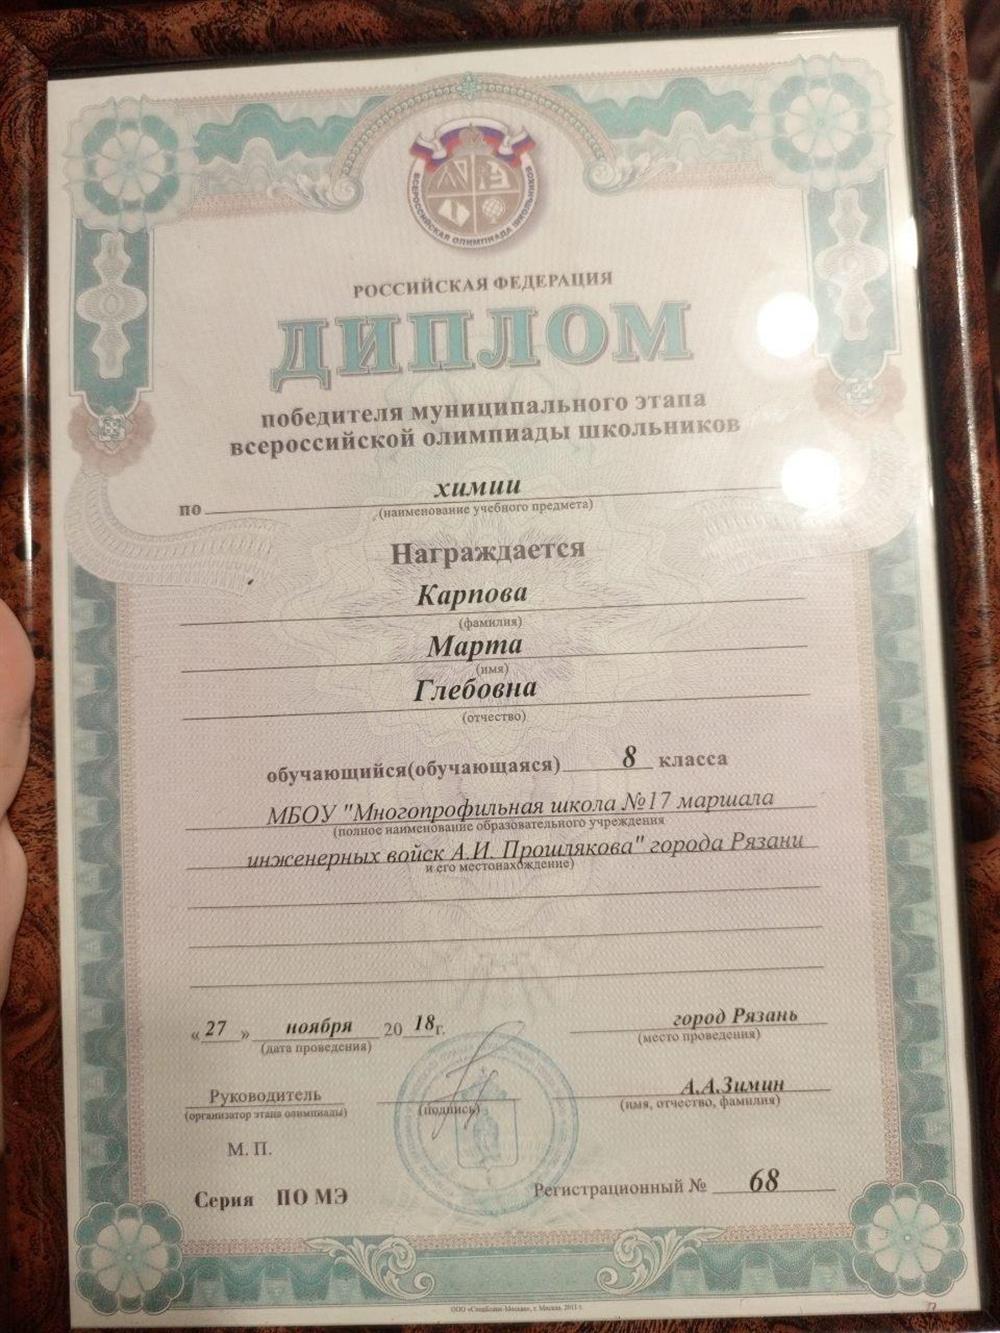 ВСЕРОССИЙСКАЯ ОЛИМПИАДА ШКОЛЬНИКОВ
РОССИЙСКАЯ ФЕДЕРАЦИЯ
ДИПЛОМ
победителя муниципального этапа
всероссийской олимпиады школьников
по химии
(наименование учебного предмета)
Награждается
Карпова
(фамилия)
Марта
(имя)
Глебовна
(отчество)
обучающийся(обучающаяся) 8 класса
МБОУ "Многопрофильная школа №17 маршала
(полное наименование образовательного учреждения
инженерных войск А.И. Прошлякова" города Рязани
и его местонахождение)
«27» ноября 2018г. город Рязань
(дата проведения) (место проведения)
Руководитель А.А.Зимин
(организатор этапа олимпиады) (подпись) (имя, отчество, фамилия)
М. П.
Серия ПО МЭ Регистрационный № 68